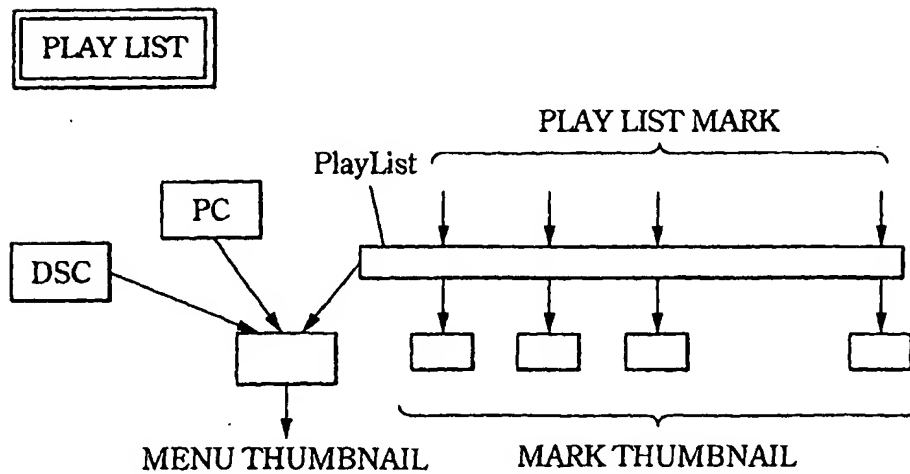 PLAY LIST
PLAY LIST MARK
PlayList
PC
DSC
MENU THUMBNAIL
MARK THUMBNAIL